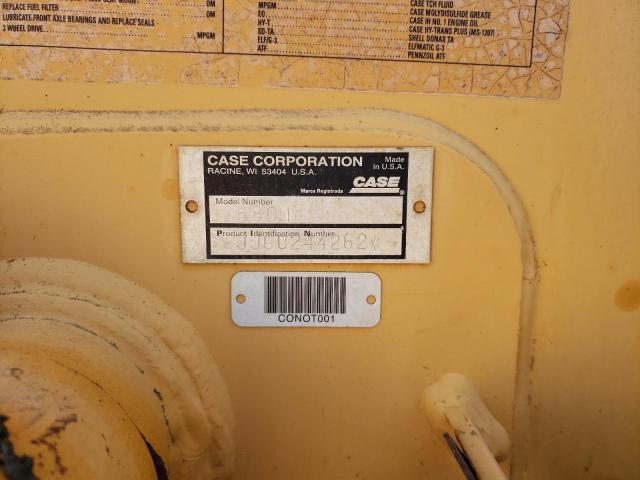 REPLACE FUEL FILTER OM
LUBRICATE FRONT AXLE BEARINGS AND REPLACE SEALS -
2 WHEEL DRIVE MPGM
MPGM
EO
HY-T
SD-TA
ELF/G-3
ATF
CASE TCH FLUID
CASE MOLYDISULFIDE GREASE
CASE IH NO. 1 ENGINE OIL
CASE HY-TRANS PLUS (MS-1207)
SHELL DONAX TA
ELFMATIC G-3
PENNZOIL ATF
CASE CORPORATION
RACINE, WI 53404 U.S.A.
Made
In U.S.A.
Marca Registrada
CASE
Model Number
Product Identification Number
CONOT001